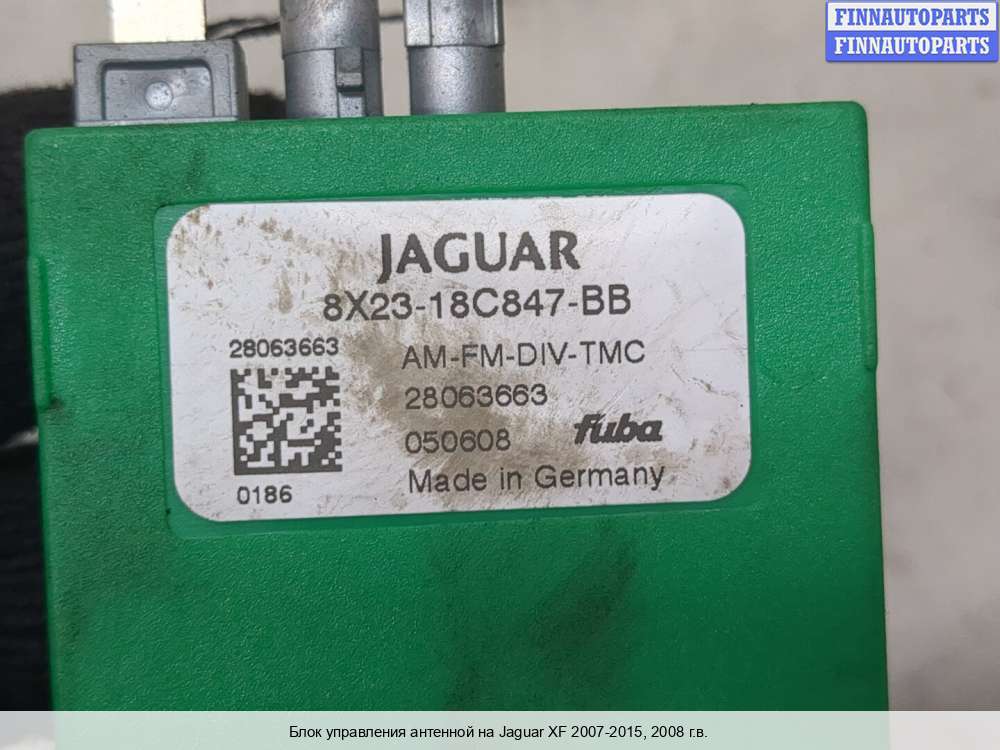 FINNAUTOPARTS
FINNAUTOPARTS
JAGUAR
8X23-18C847-BB
28063663
AM-FM-DIV-TMC
28063663
050608
fuba
0186
Made in Germany
Блок управления антенной на Jaguar XF 2007-2015, 2008 г.в.